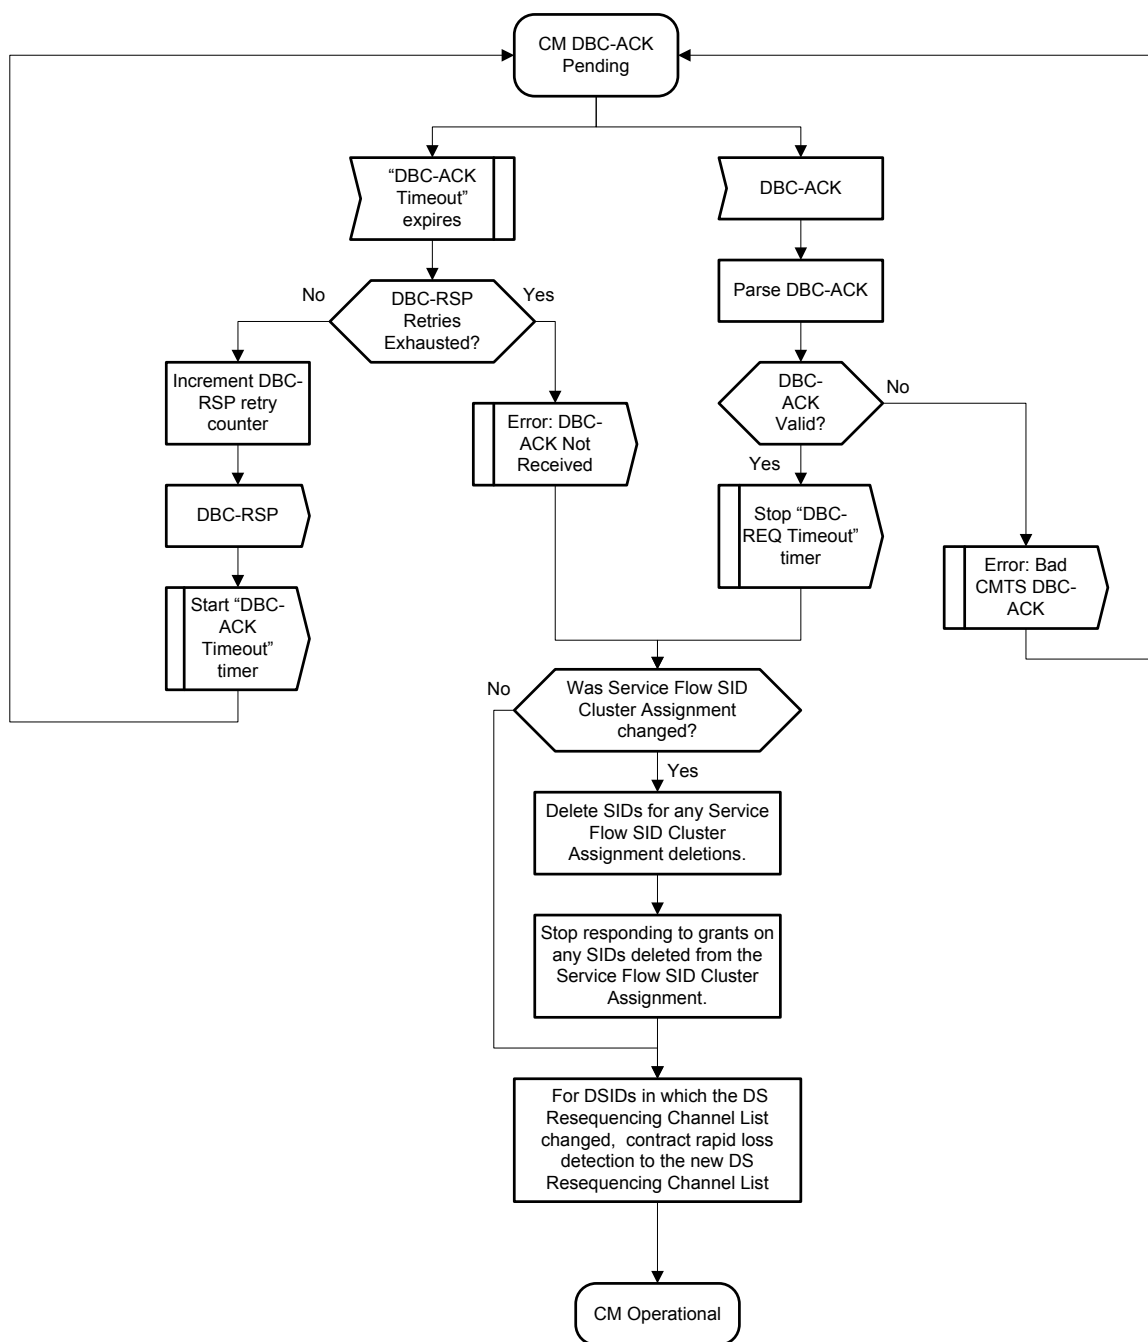 CM DBC-ACK
Pending
“DBC-ACK
Timeout”
expires
DBC-ACK
Parse DBC-ACK
No
DBC-RSP
Retries
Exhausted?
Yes
Increment DBC-
RSP retry
counter
Error: DBC-
ACK Not
Received
DBC-
ACK
Valid?
No
Yes
DBC-RSP
Stop “DBC-
REQ Timeout”
timer
Error: Bad
CMTS DBC-
ACK
Start “DBC-
ACK
Timeout”
timer
No
Was Service Flow SID
Cluster Assignment
changed?
Yes
Delete SIDs for any Service
Flow SID Cluster
Assignment deletions.
Stop responding to grants on
any SIDs deleted from the
Service Flow SID Cluster
Assignment.
For DSIDs in which the DS
Resequencing Channel List
changed, contract rapid loss
detection to the new DS
Resequencing Channel List
CM Operational